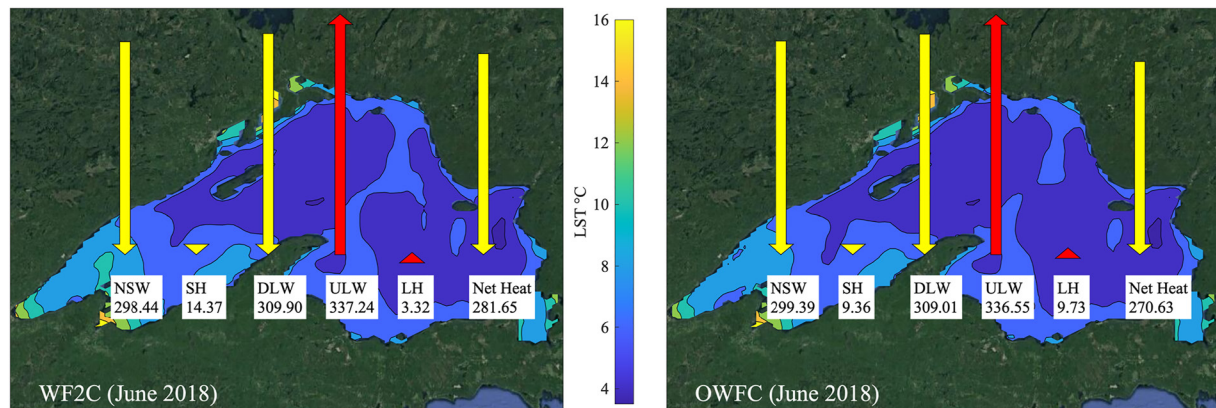 NSW
298.44
SH
14.37
DLW
309.90
ULW
337.24
LH
3.32
Net Heat
281.65
WF2C (June 2018)
16
14
12
10
8
6
4
LST °C
NSW
299.39
SH
9.36
DLW
309.01
ULW
336.55
LH
9.73
Net Heat
270.63
OWFC (June 2018)